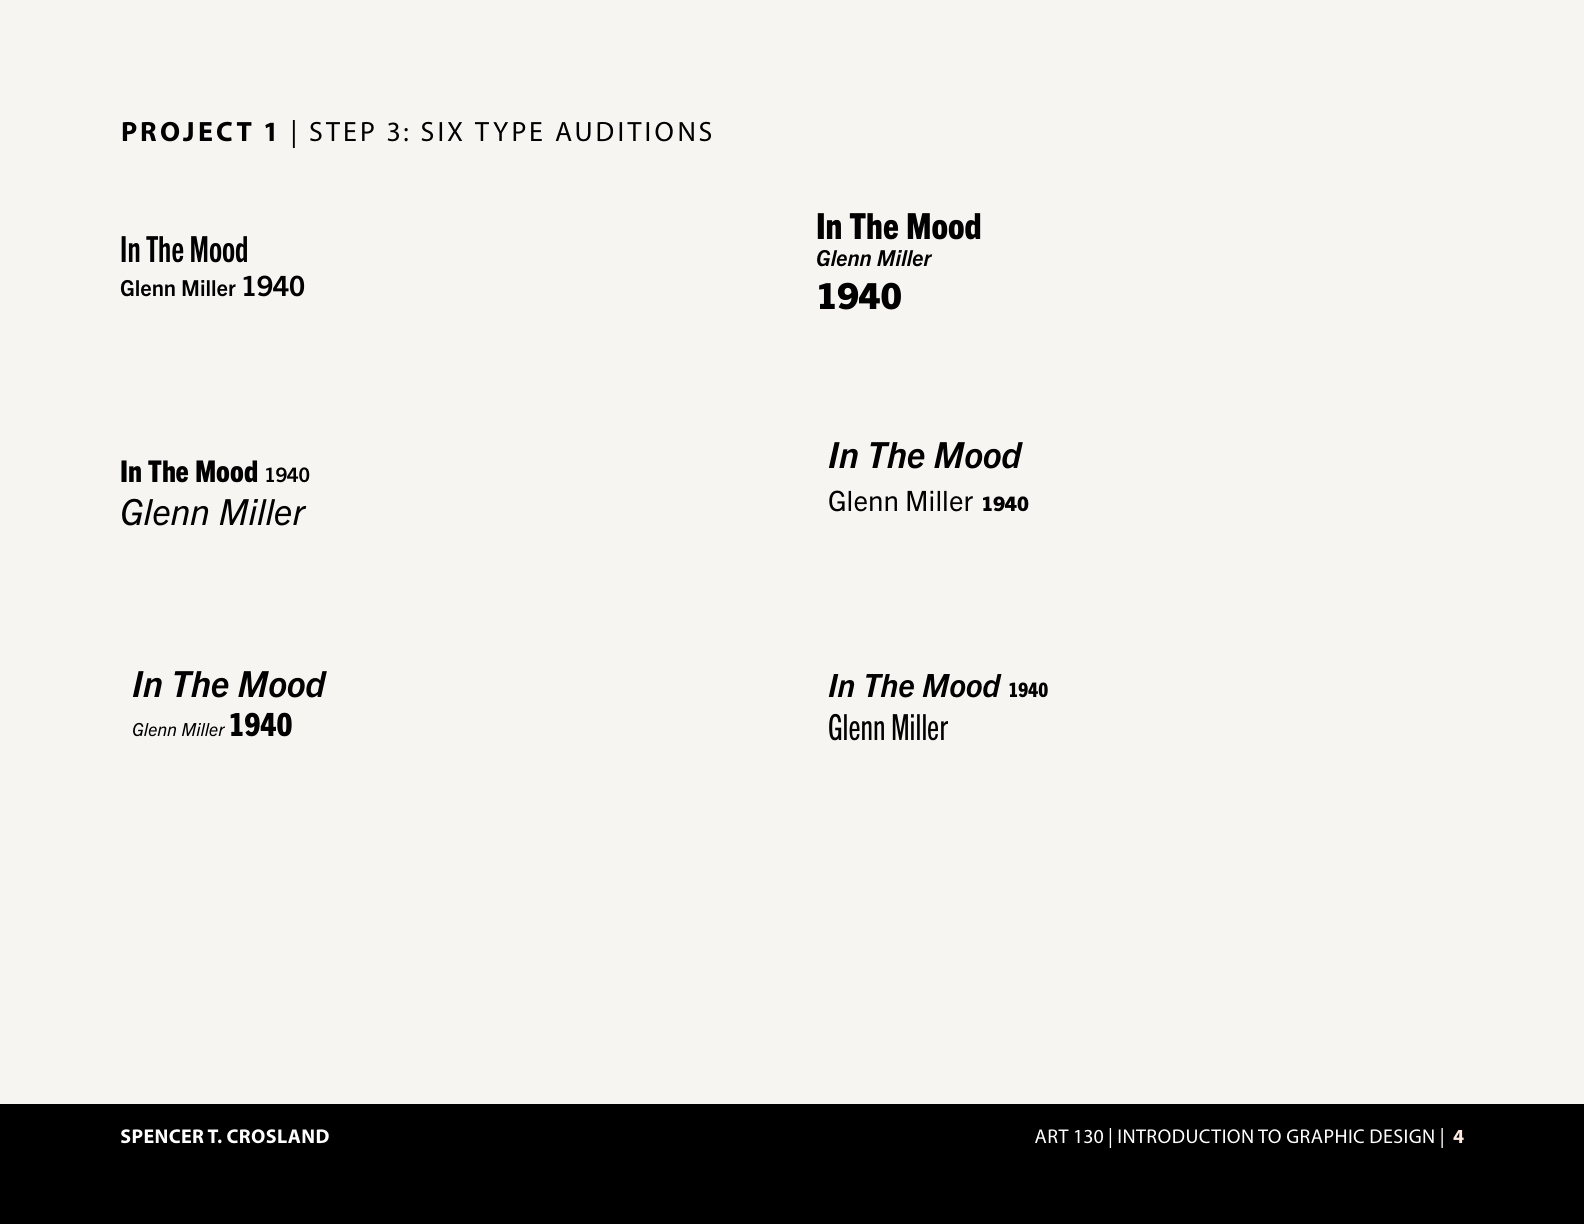 PROJECT 1 | STEP 3: SIX TYPE AUDITIONS
In The Mood
Glenn Miller 1940
In The Mood
Glenn Miller
1940
In The Mood 1940
Glenn Miller
In The Mood
Glenn Miller 1940
In The Mood
Glenn Miller 1940
In The Mood 1940
Glenn Miller
SPENCER T. CROSLAND
ART 130 | INTRODUCTION TO GRAPHIC DESIGN | 4